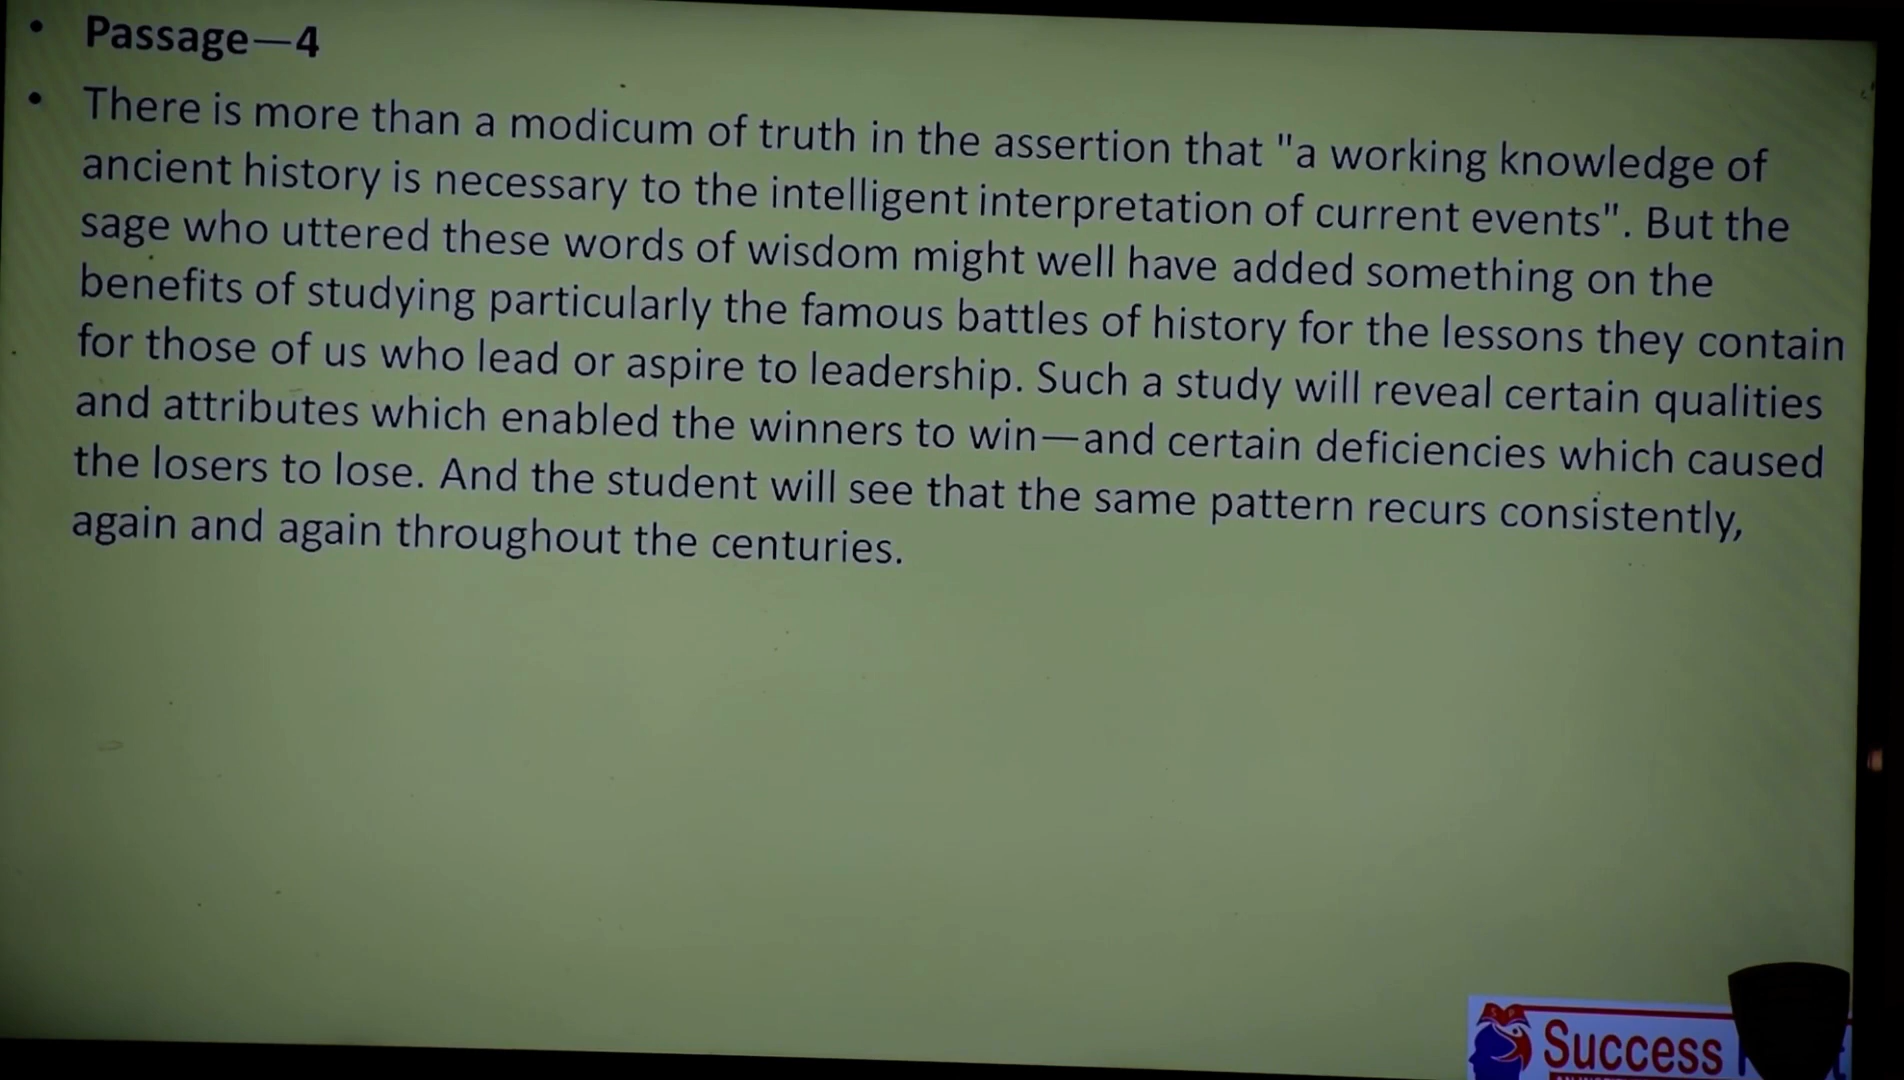 • Passage—4
• There is more than a modicum of truth in the assertion that "a working knowledge of
ancient history is necessary to the intelligent interpretation of current events". But the
sage who uttered these words of wisdom might well have added something on the
benefits of studying particularly the famous battles of history for the lessons they contain
for those of us who lead or aspire to leadership. Such a study will reveal certain qualities
and attributes which enabled the winners to win—and certain deficiencies which caused
the losers to lose. And the student will see that the same pattern recurs consistently,
again and again throughout the centuries.
Success